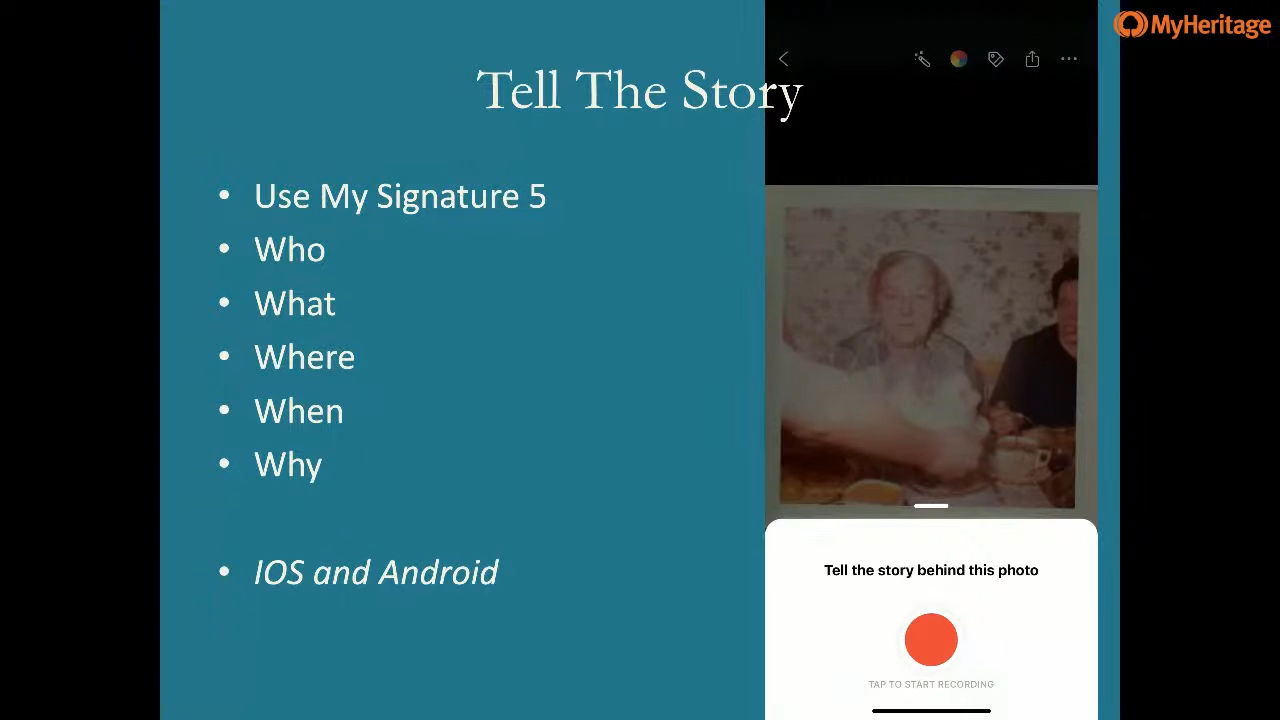 MyHeritage
Tell The Story
• Use My Signature 5
• Who
• What
• Where
• When
• Why
• IOS and Android
Tell the story behind this photo
TAP TO START RECORDING